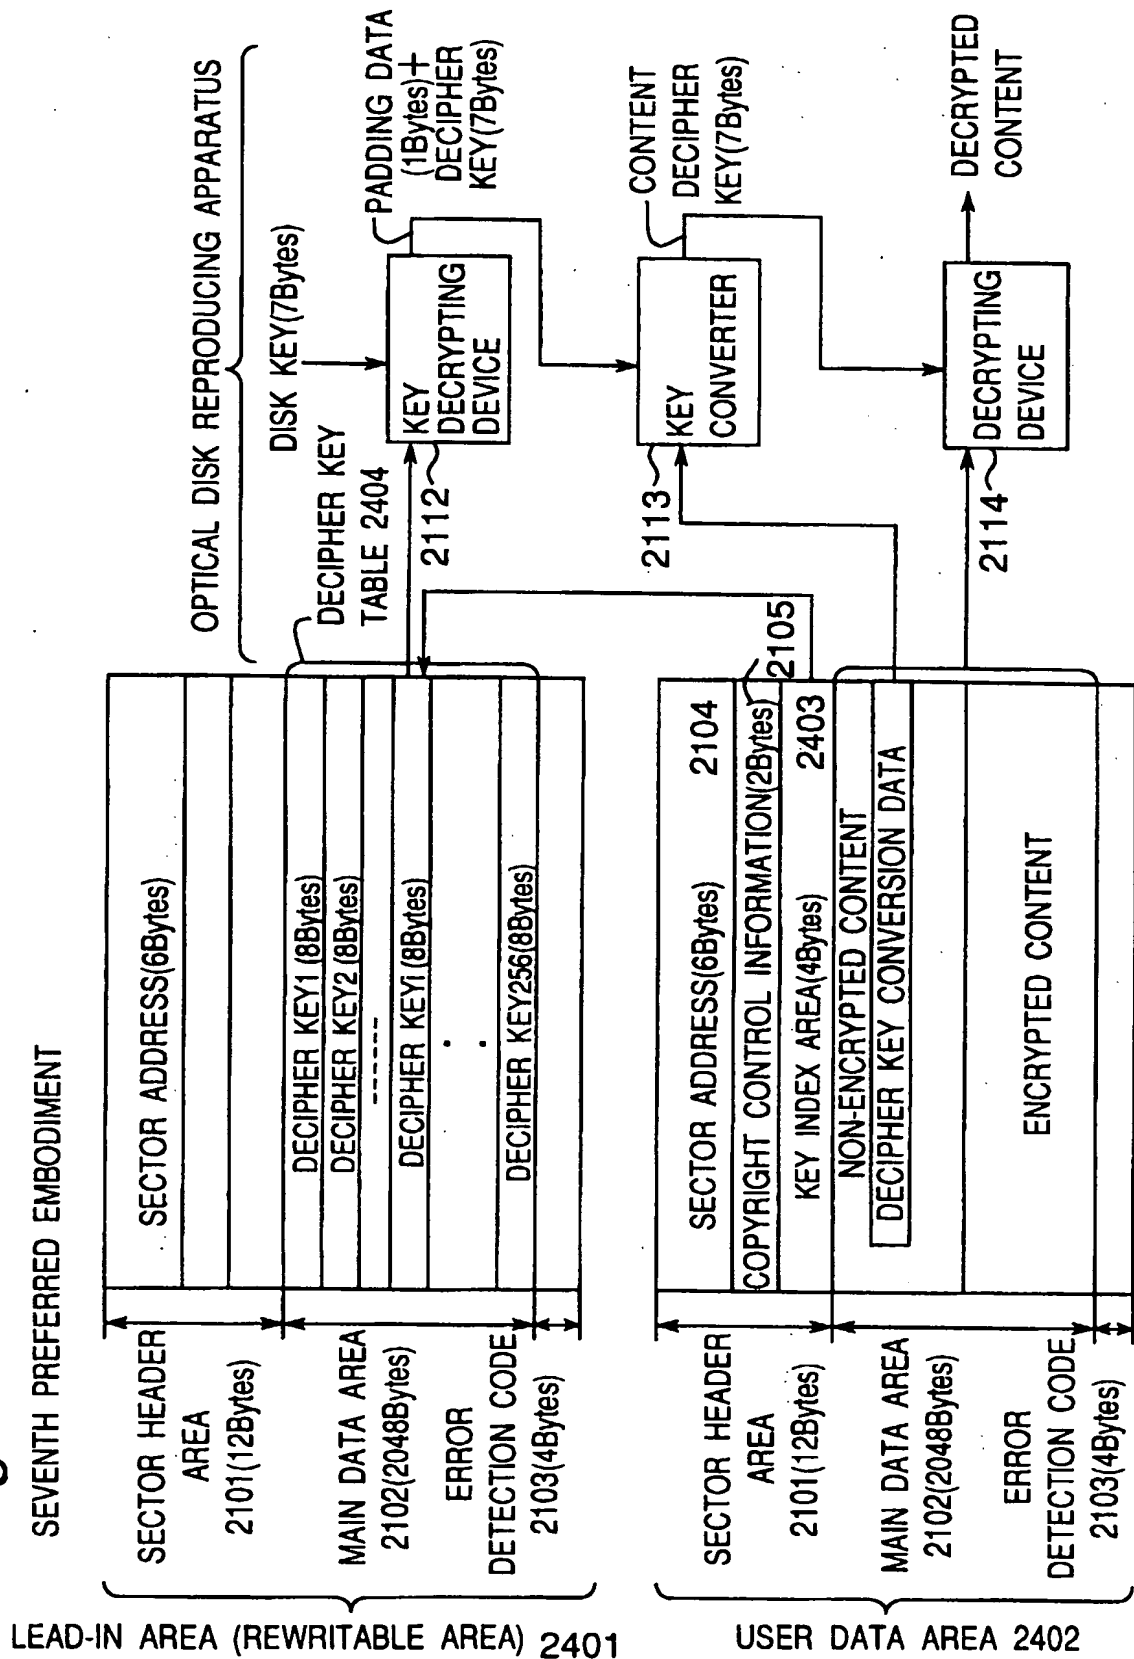 SEVENTH PREFERRED EMBODIMENT
SECTOR HEADER
AREA
2101(12Bytes)
MAIN DATA AREA
2102(2048Bytes)
ERROR
DETECTION CODE
2103(4Bytes)
LEAD-IN AREA (REWRITABLE AREA) 2401
SECTOR ADDRESS(6Bytes)
DECIPHER KEY1(8Bytes)
DECIPHER KEY2(8Bytes)
DECIPHER KEYi(8Bytes)
DECIPHER KEY256(8Bytes)
DECIPHER KEY
TABLE 2404
OPTICAL DISK REPRODUCING APPARATUS
DISK KEY(7Bytes)
KEY
DECRYPTING
DEVICE
2112
PADDING DATA
(1Bytes)+
DECIPHER
KEY(7Bytes)
KEY
CONVERTER
2113
CONTENT
DECIPHER
KEY(7Bytes)
DECRYPTING
DEVICE
2114
DECRYPTED
CONTENT
SECTOR HEADER
AREA
2101(12Bytes)
MAIN DATA AREA
2102(2048Bytes)
ERROR
DETECTION CODE
2103(4Bytes)
USER DATA AREA 2402
SECTOR ADDRESS(6Bytes) 2104
COPYRIGHT CONTROL INFORMATION(2Bytes) 2105
KEY INDEX AREA(4Bytes) 2403
NON-ENCRYPTED CONTENT
DECIPHER KEY CONVERSION DATA
ENCRYPTED CONTENT